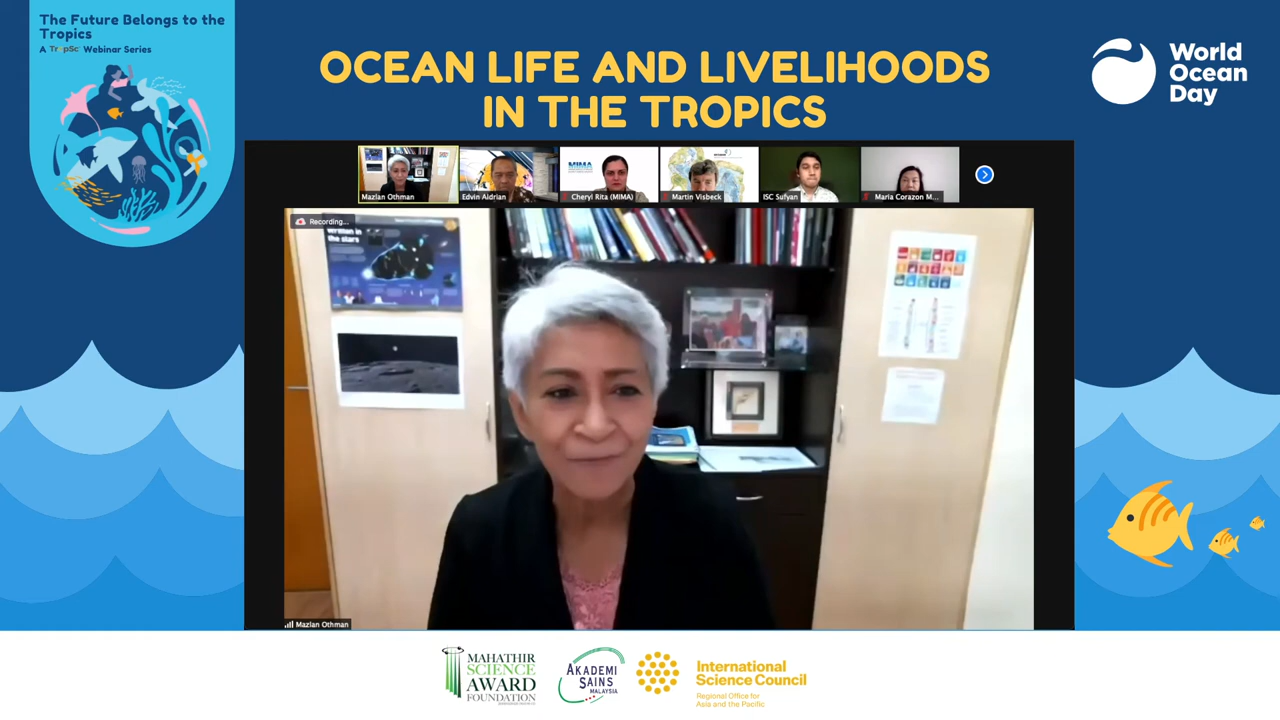 The Future Belongs to the
Tropics
A TropSc Webinar Series
OCEAN LIFE AND LIVELIHOODS
IN THE TROPICS
World
Ocean
Day
Mazlan Othman
Edvin Aldrian
MIMA
Cheryl Rita (MIMA)
Martin Visbeck
ISC Sufyan
Maria Corazon M...
Recording...
written in
the stars
Mazlan Othman
MAHATHIR
SCIENCE
AWARD
FOUNDATION
AKADEMI
SAINS
MALAYSIA
International
Science Council
Regional Office for
Asia and the Pacific